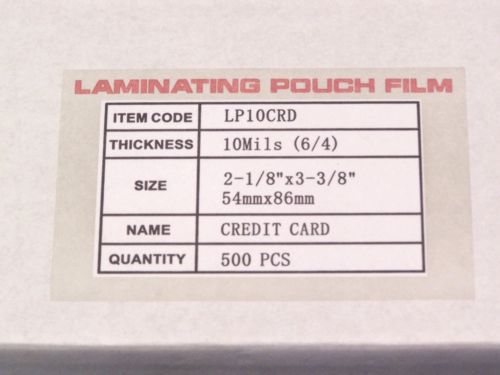 LAMINATING POUCH FILM
ITEM CODE LP10CRD
THICKNESS 10Mils (6/4)
SIZE 2-1/8"x3-3/8"
54mmx86mm
NAME CREDIT CARD
QUANTITY 500 PCS